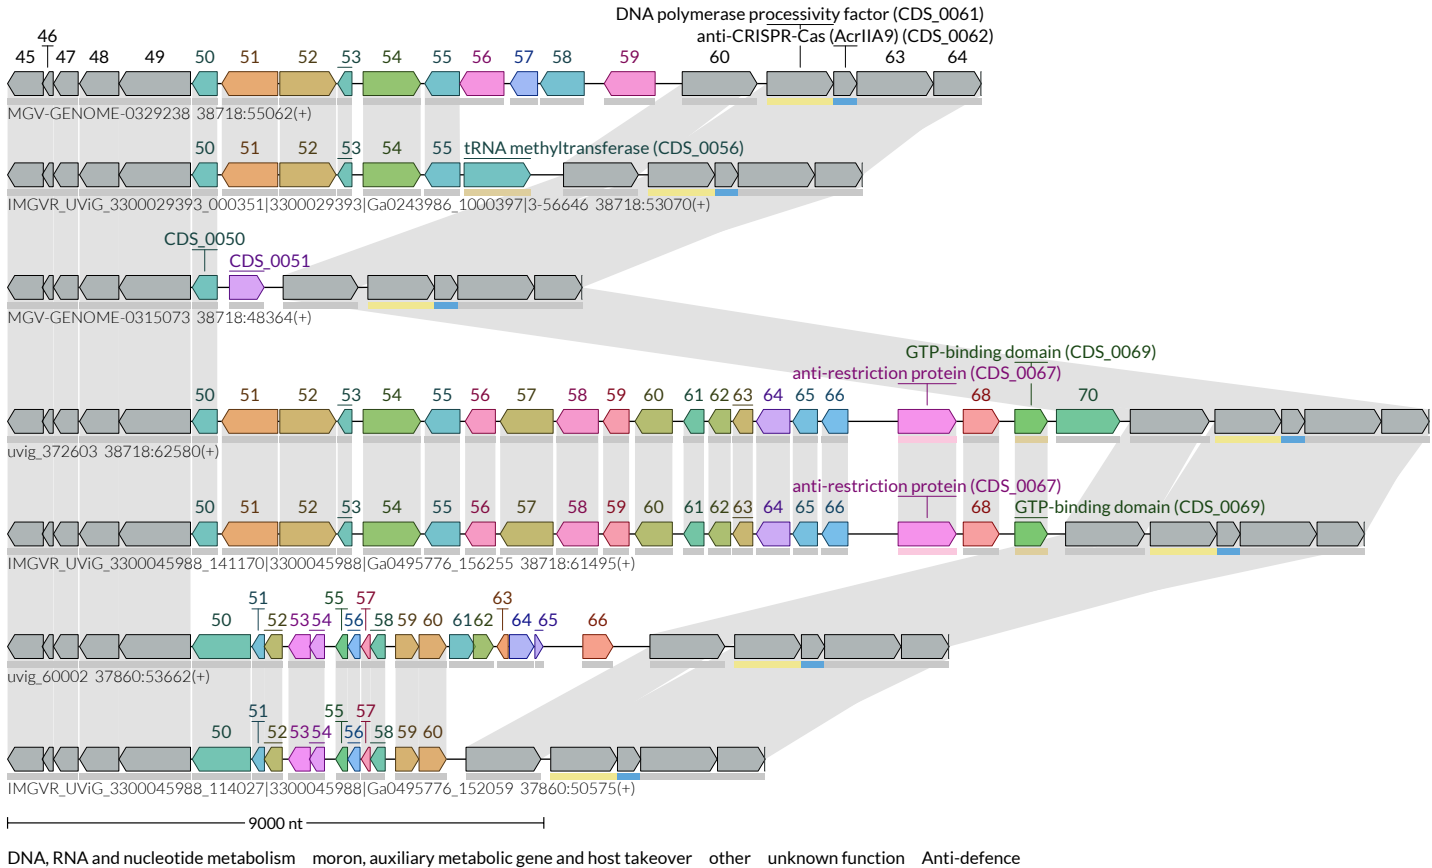 DNA polymerase processivity factor (CDS_0061)
46 anti-CRISPR-Cas (AcrIIA9) (CDS_0062)
45 47 48 49 50 51 52 53 54 55 56 57 58 59 60 63 64
MGV-GENOME-0329238 38718:55062(+)
50 51 52 53 54 55 tRNA methyltransferase (CDS_0056)
IMGVR_UViG_3300029393_000351|3300029393|Ga0243986_1000397|3-56646 38718:53070(+)
CDS_0050
CDS_0051
MGV-GENOME-0315073 38718:48364(+)
GTP-binding domain (CDS_0069)
anti-restriction protein (CDS_0067)
50 51 52 53 54 55 56 57 58 59 60 61 62 63 64 65 66 68 70
uvig_372603 38718:62580(+)
anti-restriction protein (CDS_0067)
50 51 52 53 54 55 56 57 58 59 60 61 62 63 64 65 66 68 GTP-binding domain (CDS_0069)
IMGVR_UViG_3300045988_141170|3300045988|Ga0495776_156255 38718:61495(+)
51 55 57 63
50 52 53 54 56 58 59 60 61 62 64 65 66
uvig_60002 37860:53662(+)
51 55 57
50 52 53 54 56 58 59 60
IMGVR_UViG_3300045988_114027|3300045988|Ga0495776_152059 37860:50575(+)
9000 nt
DNA, RNA and nucleotide metabolism moron, auxiliary metabolic gene and host takeover other unknown function Anti-defence